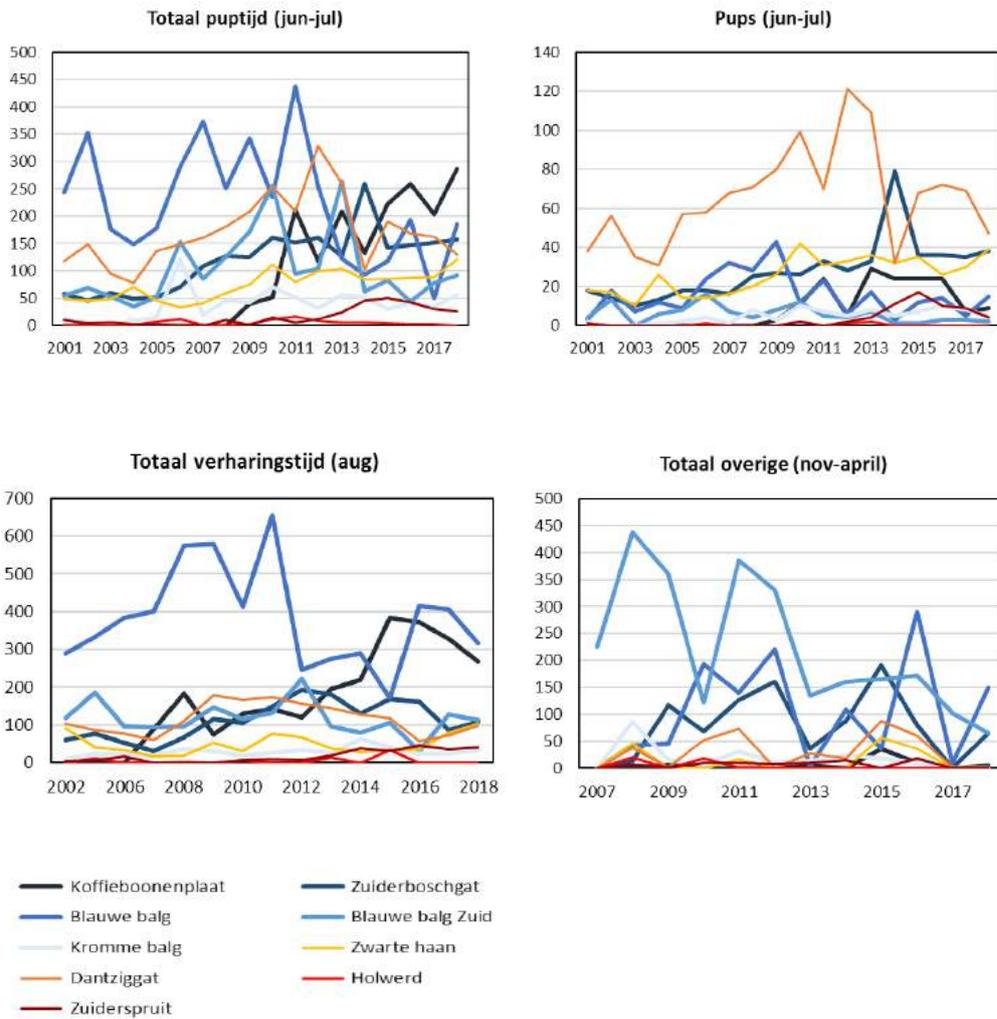 Totaal puptijd (jun-jul)
500
450
400
350
300
250
200
150
100
50
0
2001 2003 2005 2007 2009 2011 2013 2015 2017
Pups (jun-jul)
140
120
100
80
60
40
20
0
2001 2003 2005 2007 2009 2011 2013 2015 2017
Totaal verharingstijd (aug)
700
600
500
400
300
200
100
0
2002 2004 2006 2008 2010 2012 2014 2016 2018
Totaal overige (nov-april)
500
450
400
350
300
250
200
150
100
50
0
2007 2009 2011 2013 2015 2017
Koffieboonenplaat Zuiderboschgat
Blauwe balg Blauwe balg Zuid
Kromme balg Zwarte haan
Dantziggat Holwerd
Zuiderspruit